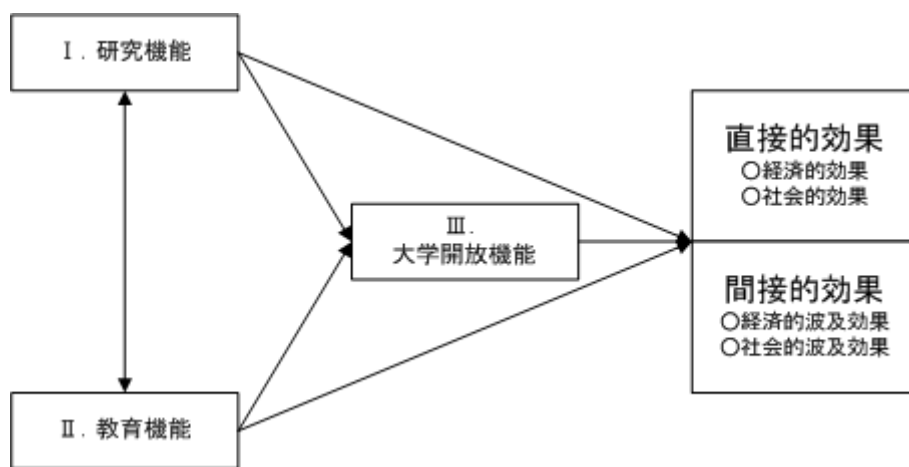 Ⅰ．研究機能
直接的効果
○経済的効果
○社会的効果
Ⅲ．
大学開放機能
間接的効果
○経済的波及効果
○社会的波及効果
Ⅱ．教育機能